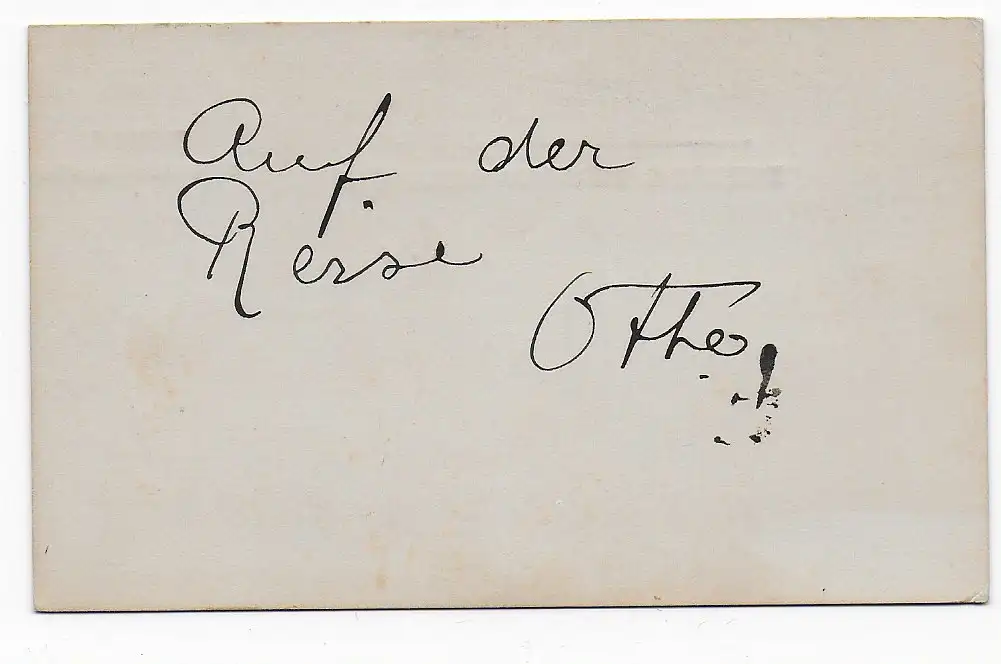 Auf der
Reise
Otto